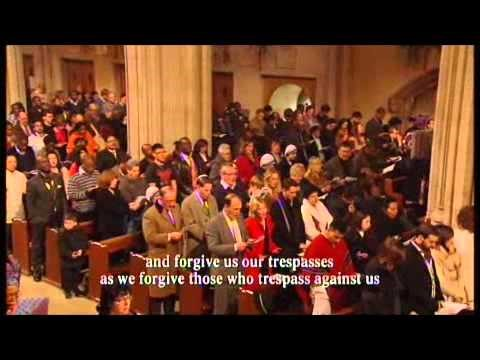 and forgive us our trespasses
as we forgive those who trespass against us